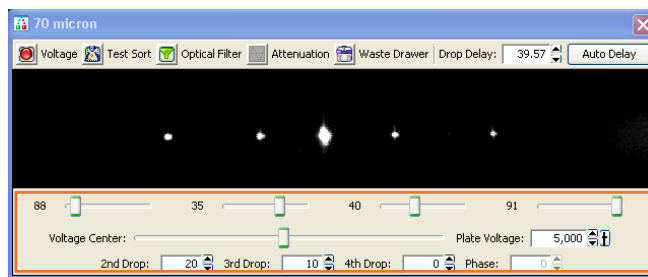 70 micron
Voltage Test Sort Optical Filter Attenuation Waste Drawer Drop Delay: 39.57 Auto Delay
88 35 40 91
Voltage Center: Plate Voltage: 5,000
2nd Drop: 20 3rd Drop: 10 4th Drop: 0 Phase: 0